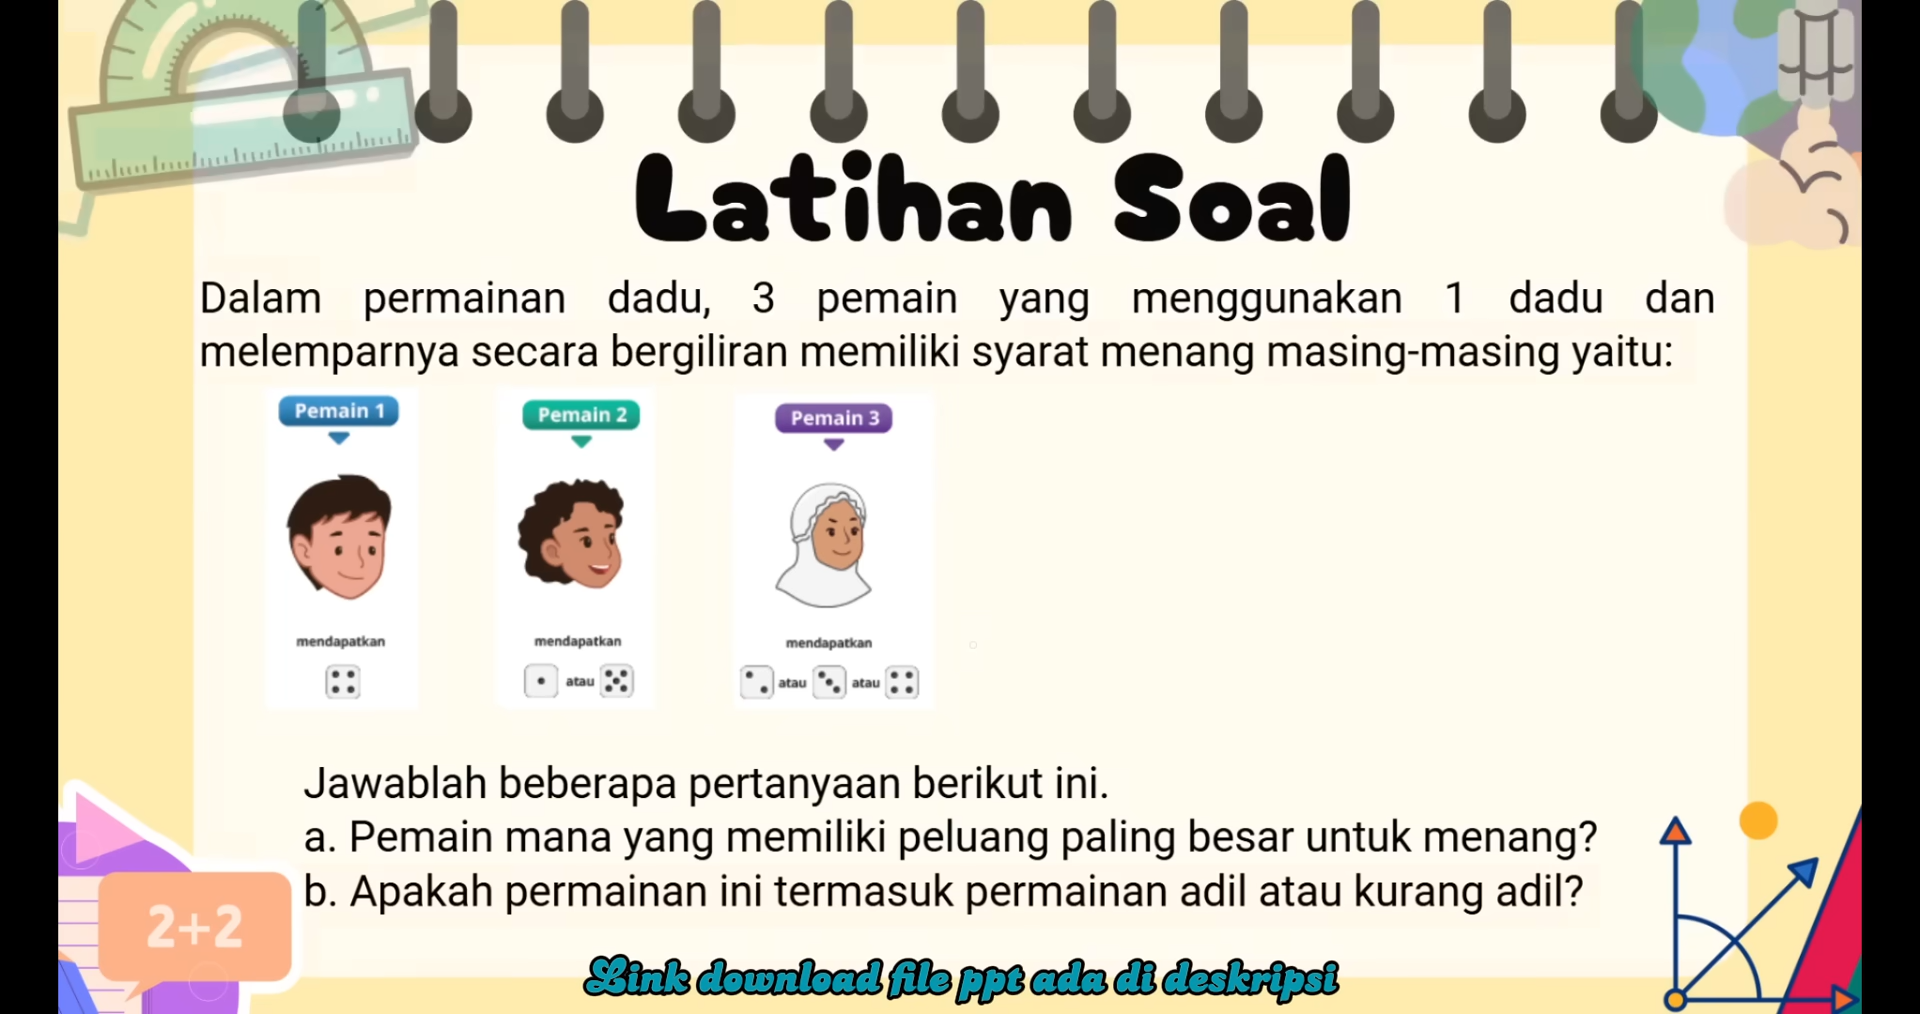 Latihan Soal
Dalam permainan dadu, 3 pemain yang menggunakan 1 dadu dan
melemparnya secara bergiliran memiliki syarat menang masing-masing yaitu:
Pemain 1
Pemain 2
Pemain 3
mendapatkan
mendapatkan
mendapatkan
atau
atau atau
Jawablah beberapa pertanyaan berikut ini.
a. Pemain mana yang memiliki peluang paling besar untuk menang?
b. Apakah permainan ini termasuk permainan adil atau kurang adil?
2+2
Link download file ppt ada di deskripsi